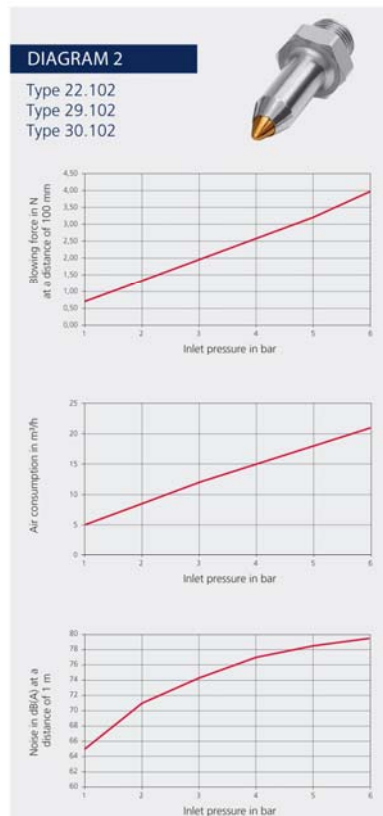 DIAGRAM 2
Type 22.102
Type 29.102
Type 30.102
Blowing force in N
at a distance of 100 mm
4,50
4,00
3,50
3,00
2,50
2,00
1,50
1,00
0,50
0,00
1 2 3 4 5 6
Inlet pressure in bar
Air consumption in m³/h
25
20
15
10
5
0
1 2 3 4 5 6
Inlet pressure in bar
Noise in dB(A) at a
distance of 1 m
80
78
76
74
72
70
68
66
64
62
60
1 2 3 4 5 6
Inlet pressure in bar